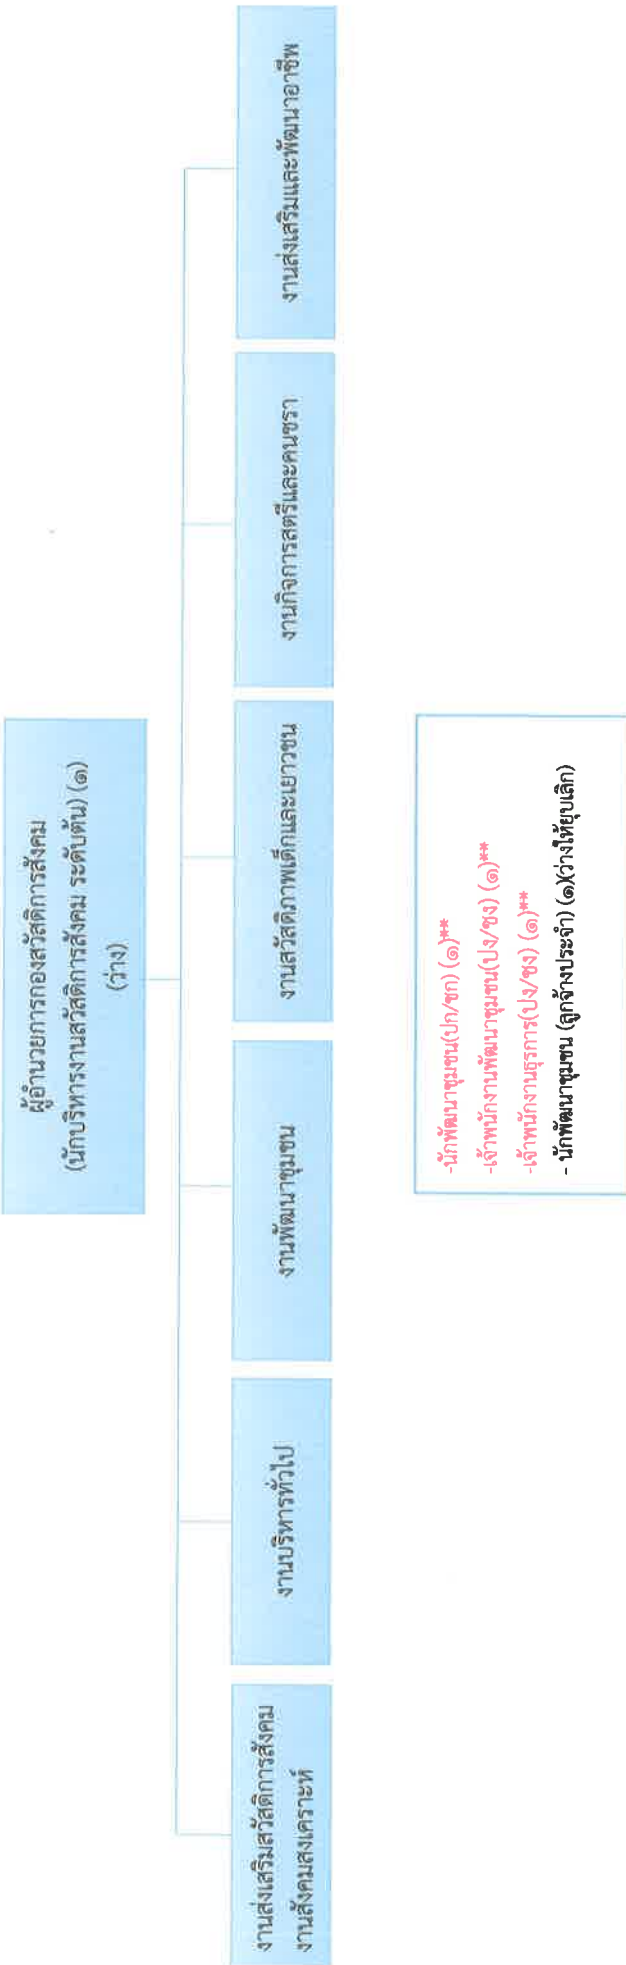 ผู้อำนวยการกองสวัสดิการสังคม
(นักบริหารงานสวัสดิการสังคม ระดับต้น) (๑)
(ว่าง)
งานส่งเสริมสวัสดิการสังคม
งานสังคมสงเคราะห์
งานบริหารทั่วไป
งานพัฒนาชุมชน
งานสวัสดิภาพเด็กและเยาวชน
งานกิจการสตรีและคนชรา
งานส่งเสริมและพัฒนาอาชีพ
-นักพัฒนาชุมชน(ปก/ชก) (๑)**
-เจ้าพนักงานพัฒนาชุมชน(ปง/ชง) (๑)**
-เจ้าพนักงานธุรการ(ปง/ชง) (๑)**
- นักพัฒนาชุมชน (ลูกจ้างประจำ) (๑)(ว่างให้ยุบเลิก)